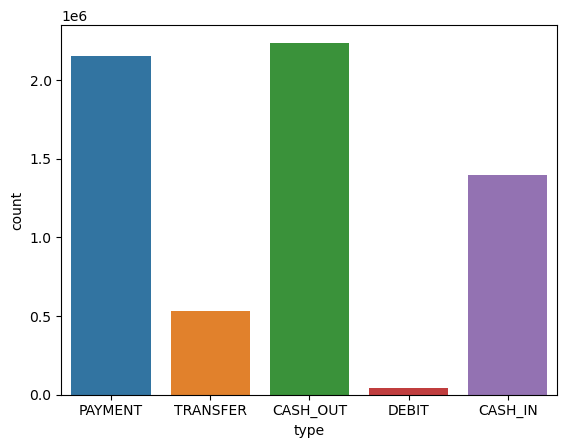 1e6
2.0
1.5
1.0
0.5
0.0
count
PAYMENT TRANSFER CASH_OUT DEBIT CASH_IN
type